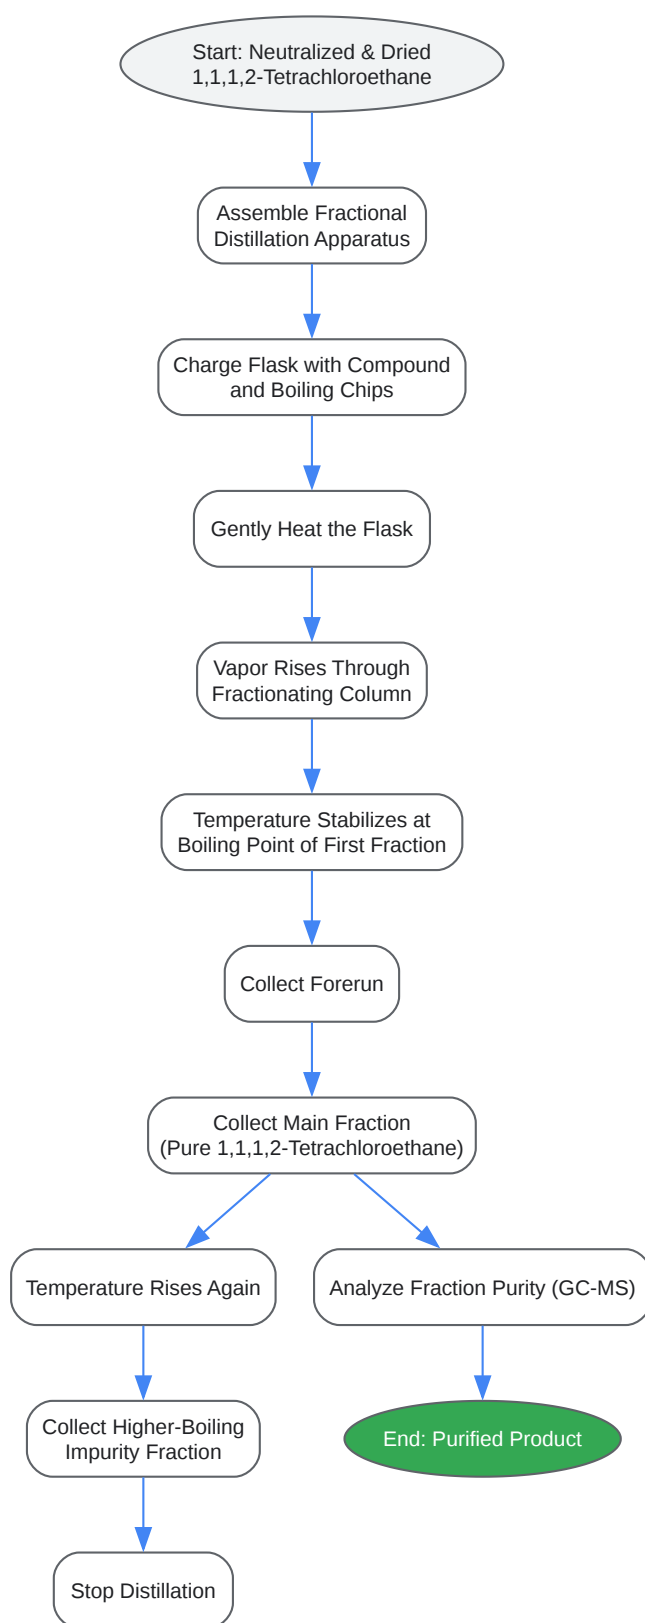 Start: Neutralized & Dried
1,1,1,2-Tetrachloroethane
Assemble Fractional
Distillation Apparatus
Charge Flask with Compound
and Boiling Chips
Gently Heat the Flask
Vapor Rises Through
Fractionating Column
Temperature Stabilizes at
Boiling Point of First Fraction
Collect Forerun
Collect Main Fraction
(Pure 1,1,1,2-Tetrachloroethane)
Temperature Rises Again
Analyze Fraction Purity (GC-MS)
Collect Higher-Boiling
Impurity Fraction
End: Purified Product
Stop Distillation